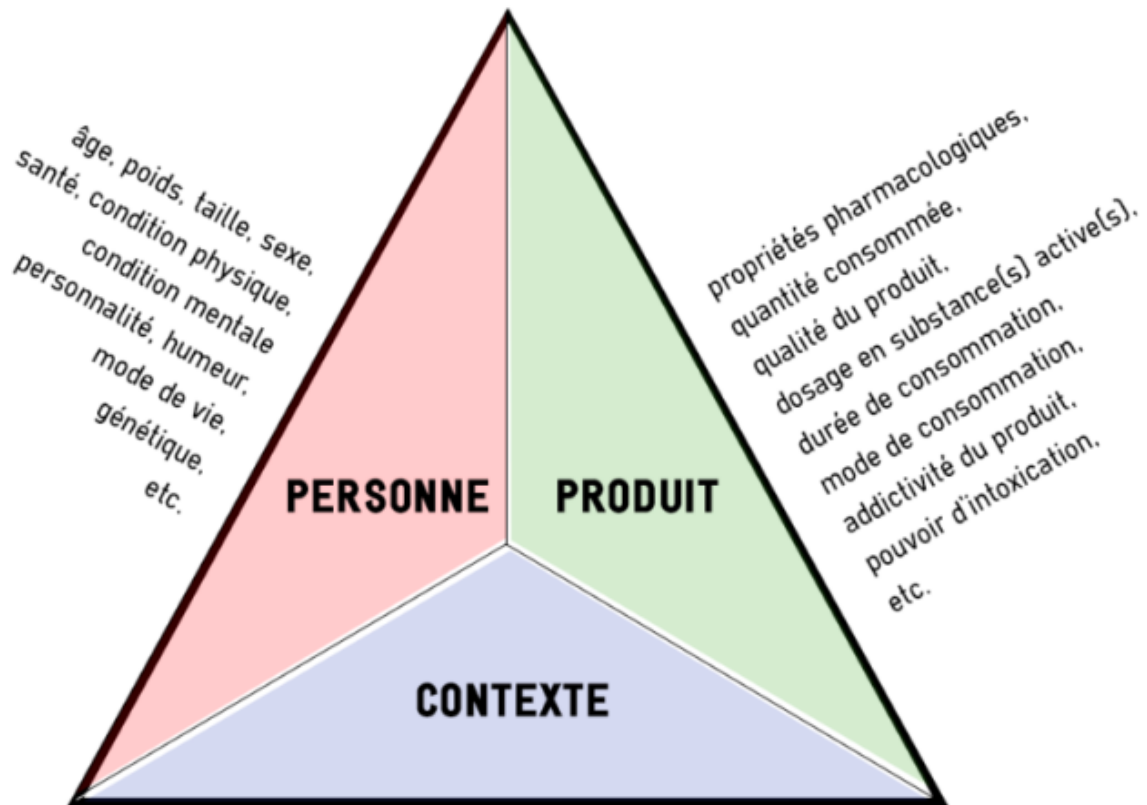 âge, poids, taille, sexe,
santé, condition physique,
condition mentale
personnalité, humeur,
mode de vie,
génétique,
etc.
propriétés pharmacologiques,
quantité consommée,
qualité du produit,
dosage en substance(s) active(s),
durée de consommation,
mode de consommation,
addictivité du produit,
pouvoir d'intoxication,
etc.
PERSONNE
PRODUIT
CONTEXTE